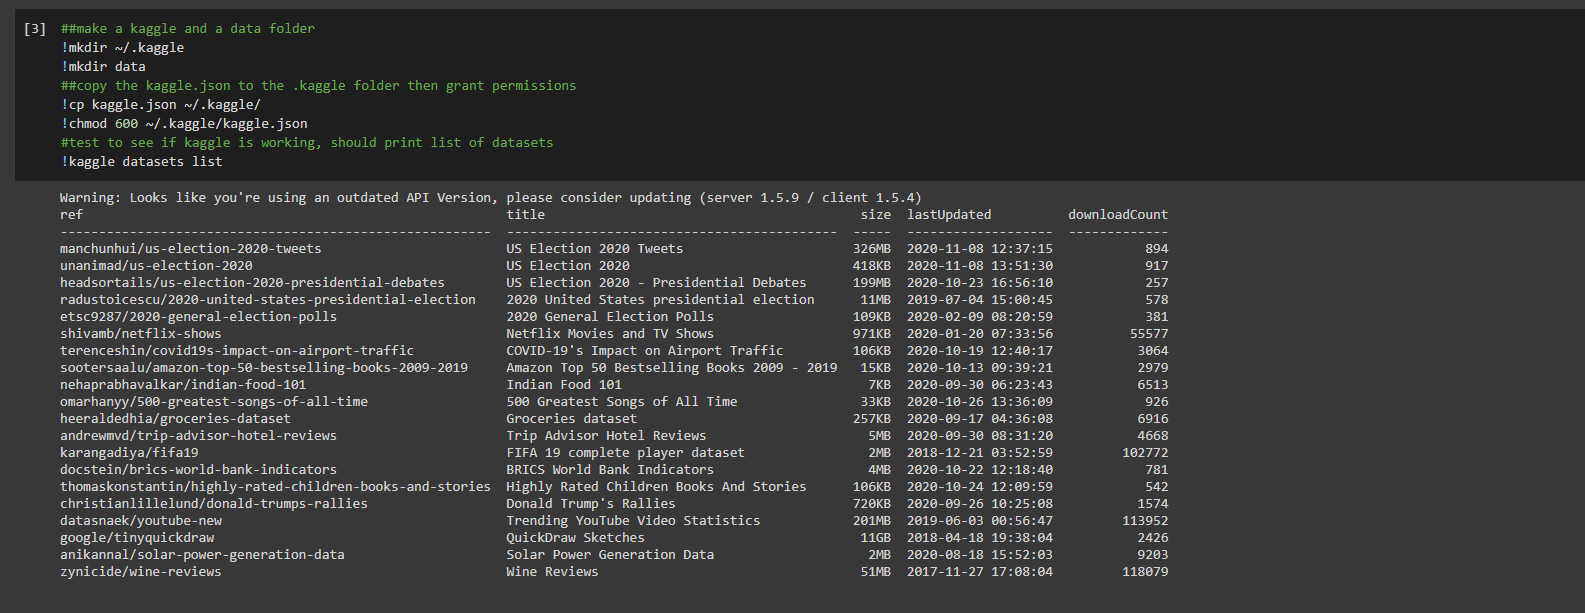 [3] ##make a kaggle and a data folder
!mkdir ~/.kaggle
!mkdir data
##copy the kaggle.json to the .kaggle folder then grant permissions
!cp kaggle.json ~/.kaggle/
!chmod 600 ~/.kaggle/kaggle.json
#test to see if kaggle is working, should print list of datasets
!kaggle datasets list
Warning: Looks like you're using an outdated API Version, please consider updating (server 1.5.9 / client 1.5.4)
ref title size lastUpdated downloadCount
-------------------------------------------------------- ------------------------------------------- ----- ------------------- -------------
manchunhui/us-election-2020-tweets US Election 2020 Tweets 326MB 2020-11-08 12:37:15 894
unanimad/us-election-2020 US Election 2020 418KB 2020-11-08 13:51:30 917
headsortails/us-election-2020-presidential-debates US Election 2020 - Presidential Debates 199MB 2020-10-23 16:56:10 257
radustoicescu/2020-united-states-presidential-election 2020 United States presidential election 11MB 2019-07-04 15:00:45 578
etsc9287/2020-general-election-polls 2020 General Election Polls 109KB 2020-02-09 08:20:59 381
shivamb/netflix-shows Netflix Movies and TV Shows 971KB 2020-01-20 07:33:56 55577
terenceshin/covid19s-impact-on-airport-traffic COVID-19's Impact on Airport Traffic 106KB 2020-10-19 12:40:17 3064
sootersaalu/amazon-top-50-bestselling-books-2009-2019 Amazon Top 50 Bestselling Books 2009 - 2019 15KB 2020-10-13 09:39:21 2979
nehaprabhavalkar/indian-food-101 Indian Food 101 7KB 2020-09-30 06:23:43 6513
omarhanyy/500-greatest-songs-of-all-time 500 Greatest Songs of All Time 33KB 2020-10-26 13:36:09 926
heeraldedhia/groceries-dataset Groceries dataset 257KB 2020-09-17 04:36:08 6916
andrewmvd/trip-advisor-hotel-reviews Trip Advisor Hotel Reviews 5MB 2020-09-30 08:31:20 4668
karangadiya/fifa19 FIFA 19 complete player dataset 2MB 2018-12-21 03:52:59 102772
docstein/brics-world-bank-indicators BRICS World Bank Indicators 4MB 2020-10-22 12:18:40 781
thomaskonstantin/highly-rated-children-books-and-stories Highly Rated Children Books And Stories 106KB 2020-10-24 12:09:59 542
christianlillelund/donald-trumps-rallies Donald Trump's Rallies 720KB 2020-09-26 10:25:08 1574
datasnaek/youtube-new Trending YouTube Video Statistics 201MB 2019-06-03 00:56:47 113952
google/tinyquickdraw QuickDraw Sketches 11GB 2018-04-18 19:38:04 2426
anikannal/solar-power-generation-data Solar Power Generation Data 2MB 2020-08-18 15:52:03 9203
zynicide/wine-reviews Wine Reviews 51MB 2017-11-27 17:08:04 118079